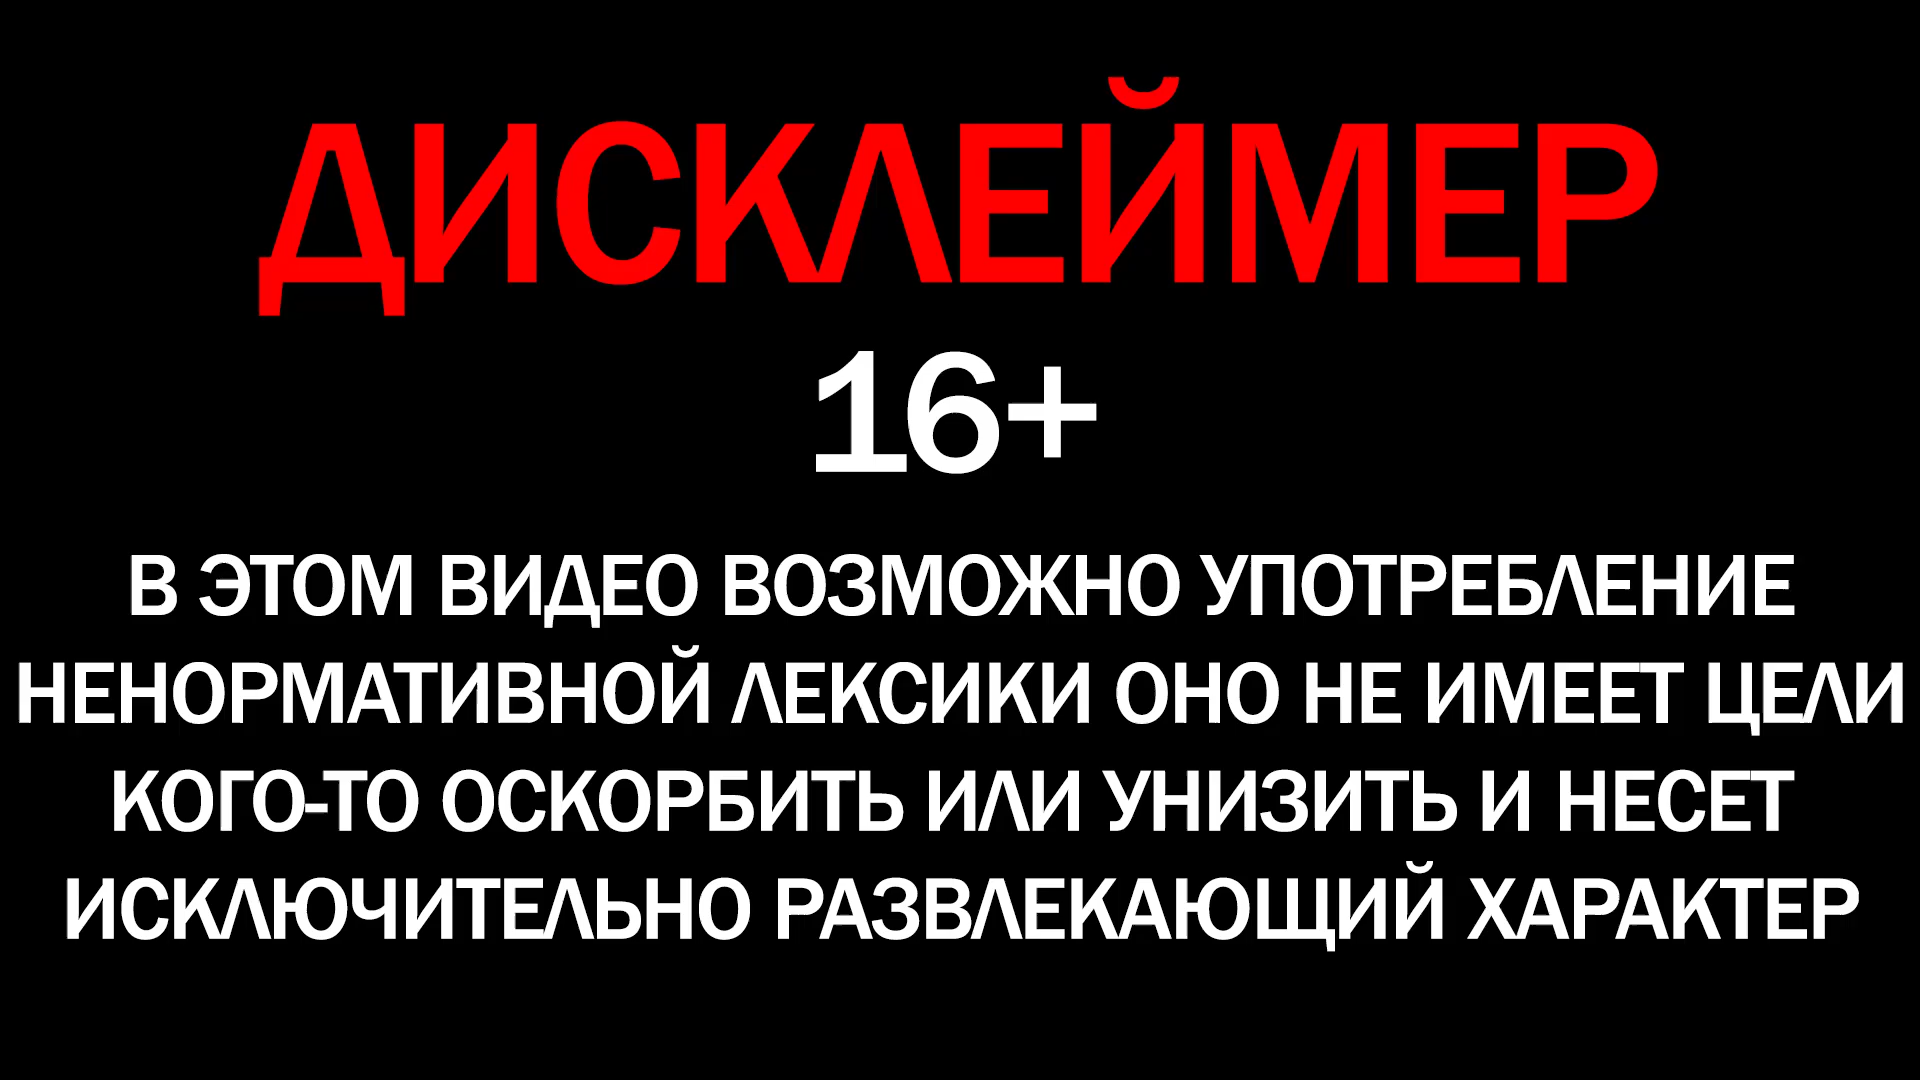 ДИСКЛЕЙМЕР
16+
В ЭТОМ ВИДЕО ВОЗМОЖНО УПОТРЕБЛЕНИЕ
НЕНОРМАТИВНОЙ ЛЕКСИКИ ОНО НЕ ИМЕЕТ ЦЕЛИ
КОГО-ТО ОСКОРБИТЬ ИЛИ УНИЗИТЬ И НЕСЕТ
ИСКЛЮЧИТЕЛЬНО РАЗВЛЕКАЮЩИЙ ХАРАКТЕР